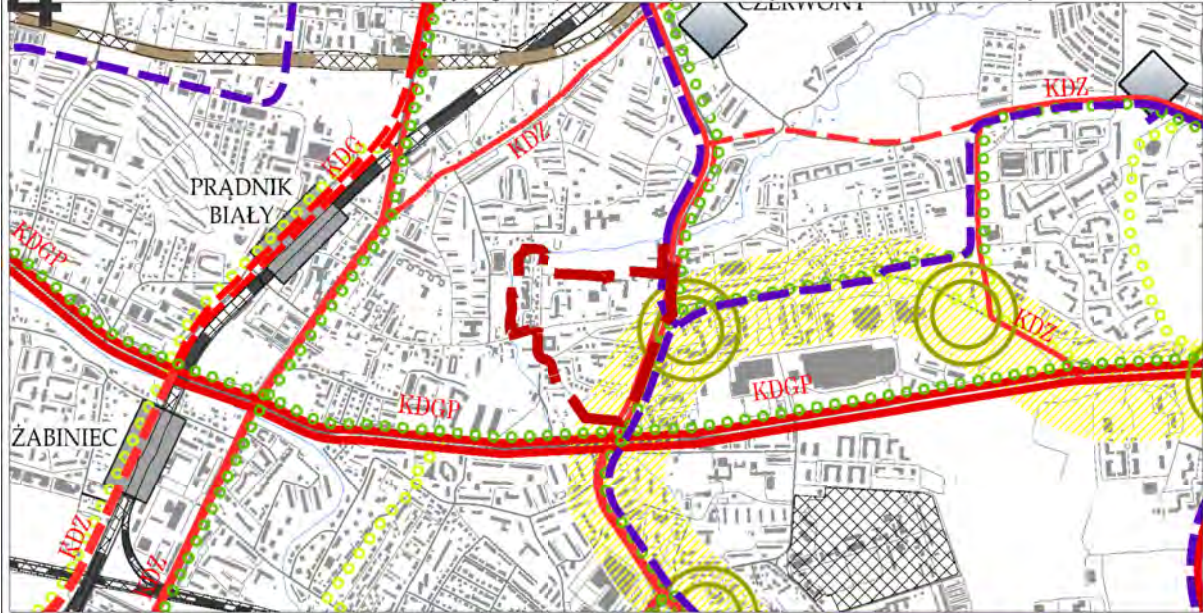 CZERWONY
KDZ
KDG
KDZ
PRĄDNIK
BIAŁY
KDGP
KDZ
KDGP
KDGP
ŻABINIEC
KDZ
KDZ